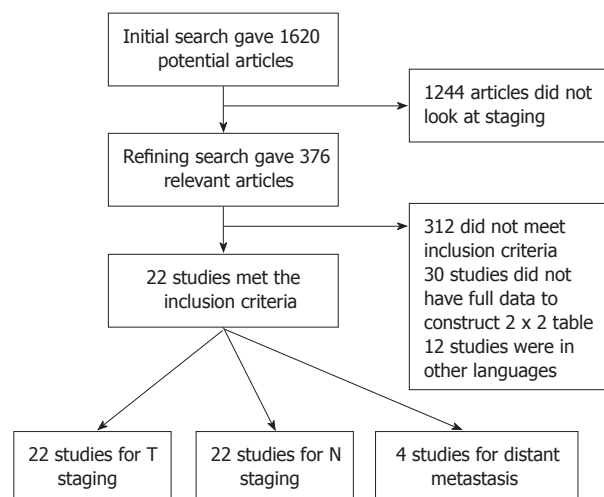 Initial search gave 1620
potential articles
1244 articles did not
look at staging
Refining search gave 376
relevant articles
312 did not meet
inclusion criteria
30 studies did not
have full data to
construct 2 x 2 table
12 studies were in
other languages
22 studies met the
inclusion criteria
22 studies for T
staging
22 studies for N
staging
4 studies for distant
metastasis